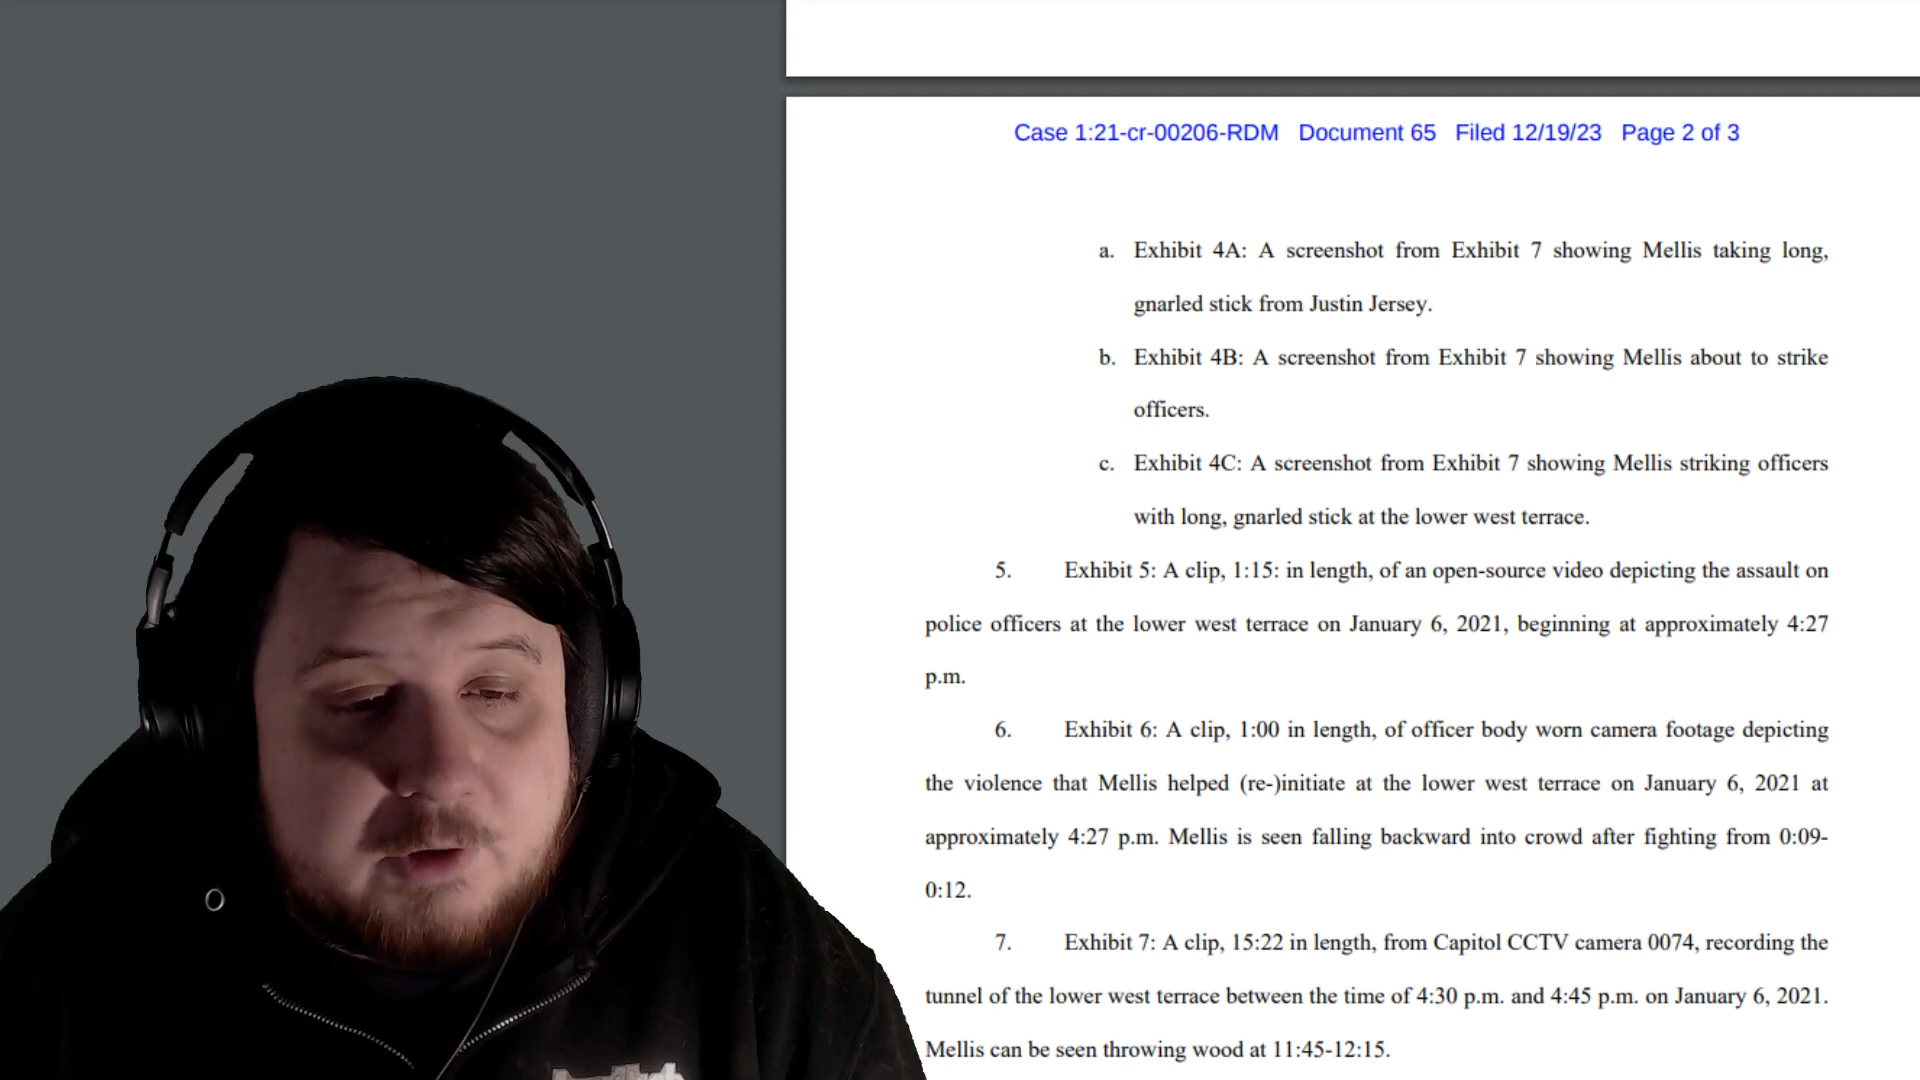 Case 1:21-cr-00206-RDM Document 65 Filed 12/19/23 Page 2 of 3
a. Exhibit 4A: A screenshot from Exhibit 7 showing Mellis taking long,
gnarled stick from Justin Jersey.
b. Exhibit 4B: A screenshot from Exhibit 7 showing Mellis about to strike
officers.
c. Exhibit 4C: A screenshot from Exhibit 7 showing Mellis striking officers
with long, gnarled stick at the lower west terrace.
5. Exhibit 5: A clip, 1:15: in length, of an open-source video depicting the assault on
police officers at the lower west terrace on January 6, 2021, beginning at approximately 4:27
p.m.
6. Exhibit 6: A clip, 1:00 in length, of officer body worn camera footage depicting
the violence that Mellis helped (re-)initiate at the lower west terrace on January 6, 2021 at
approximately 4:27 p.m. Mellis is seen falling backward into crowd after fighting from 0:09-
0:12.
7. Exhibit 7: A clip, 15:22 in length, from Capitol CCTV camera 0074, recording the
tunnel of the lower west terrace between the time of 4:30 p.m. and 4:45 p.m. on January 6, 2021.
Mellis can be seen throwing wood at 11:45-12:15.